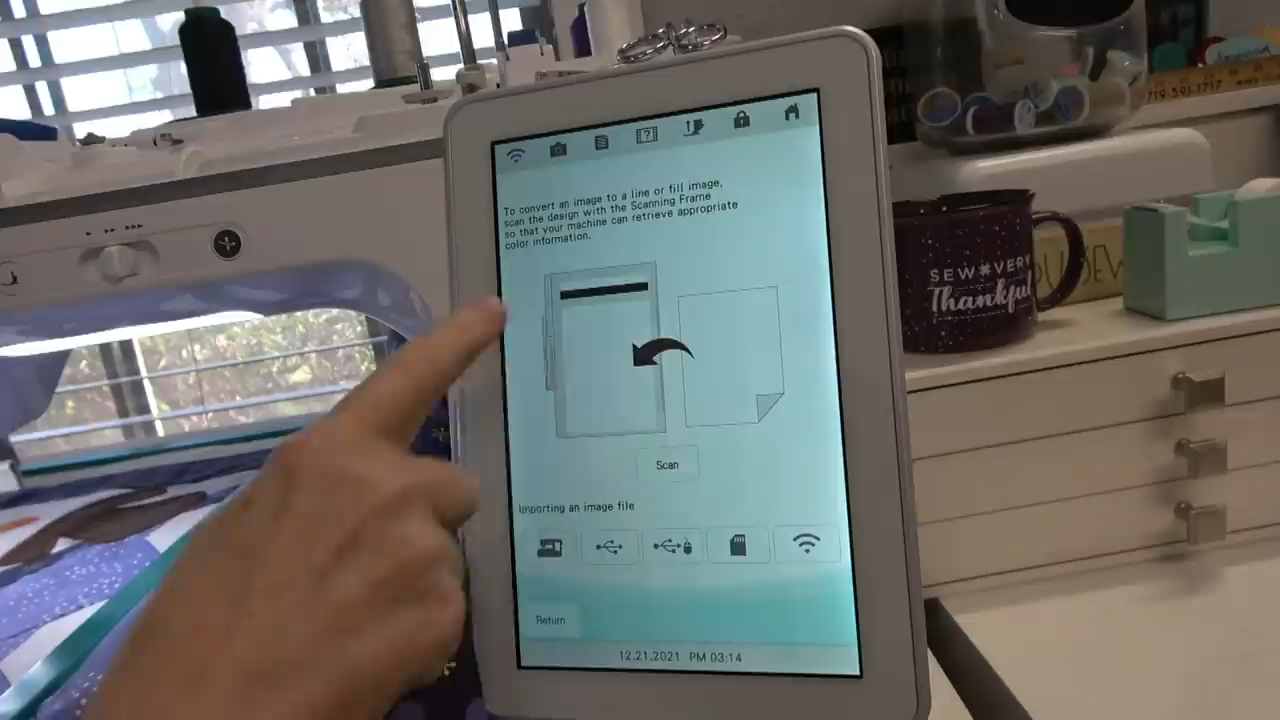 To convert an image to a line or fill image,
scan the design with the Scanning Frame
so that your machine can retrieve appropriate
color information.
Scan
Importing an image file
Return
12.21.2021 PM 03:14
SEW VERY
Thankful
719-591-1717